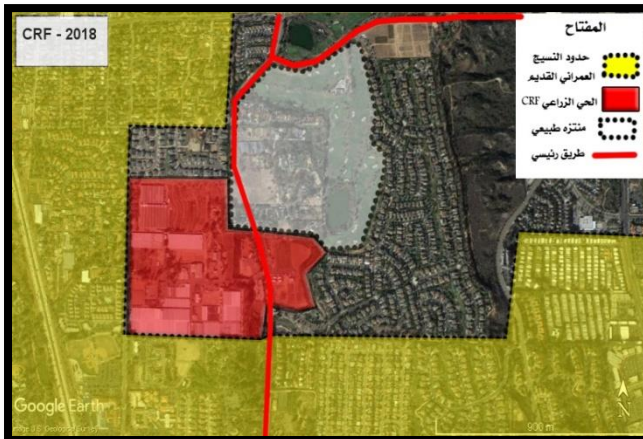 CRF - 2018
المفتاح
حدود النسيج
العمراني القديم
الحي الزراعي CRF
منتزه طبيعي
طريق رئيسي
Google Earth
900 m
N